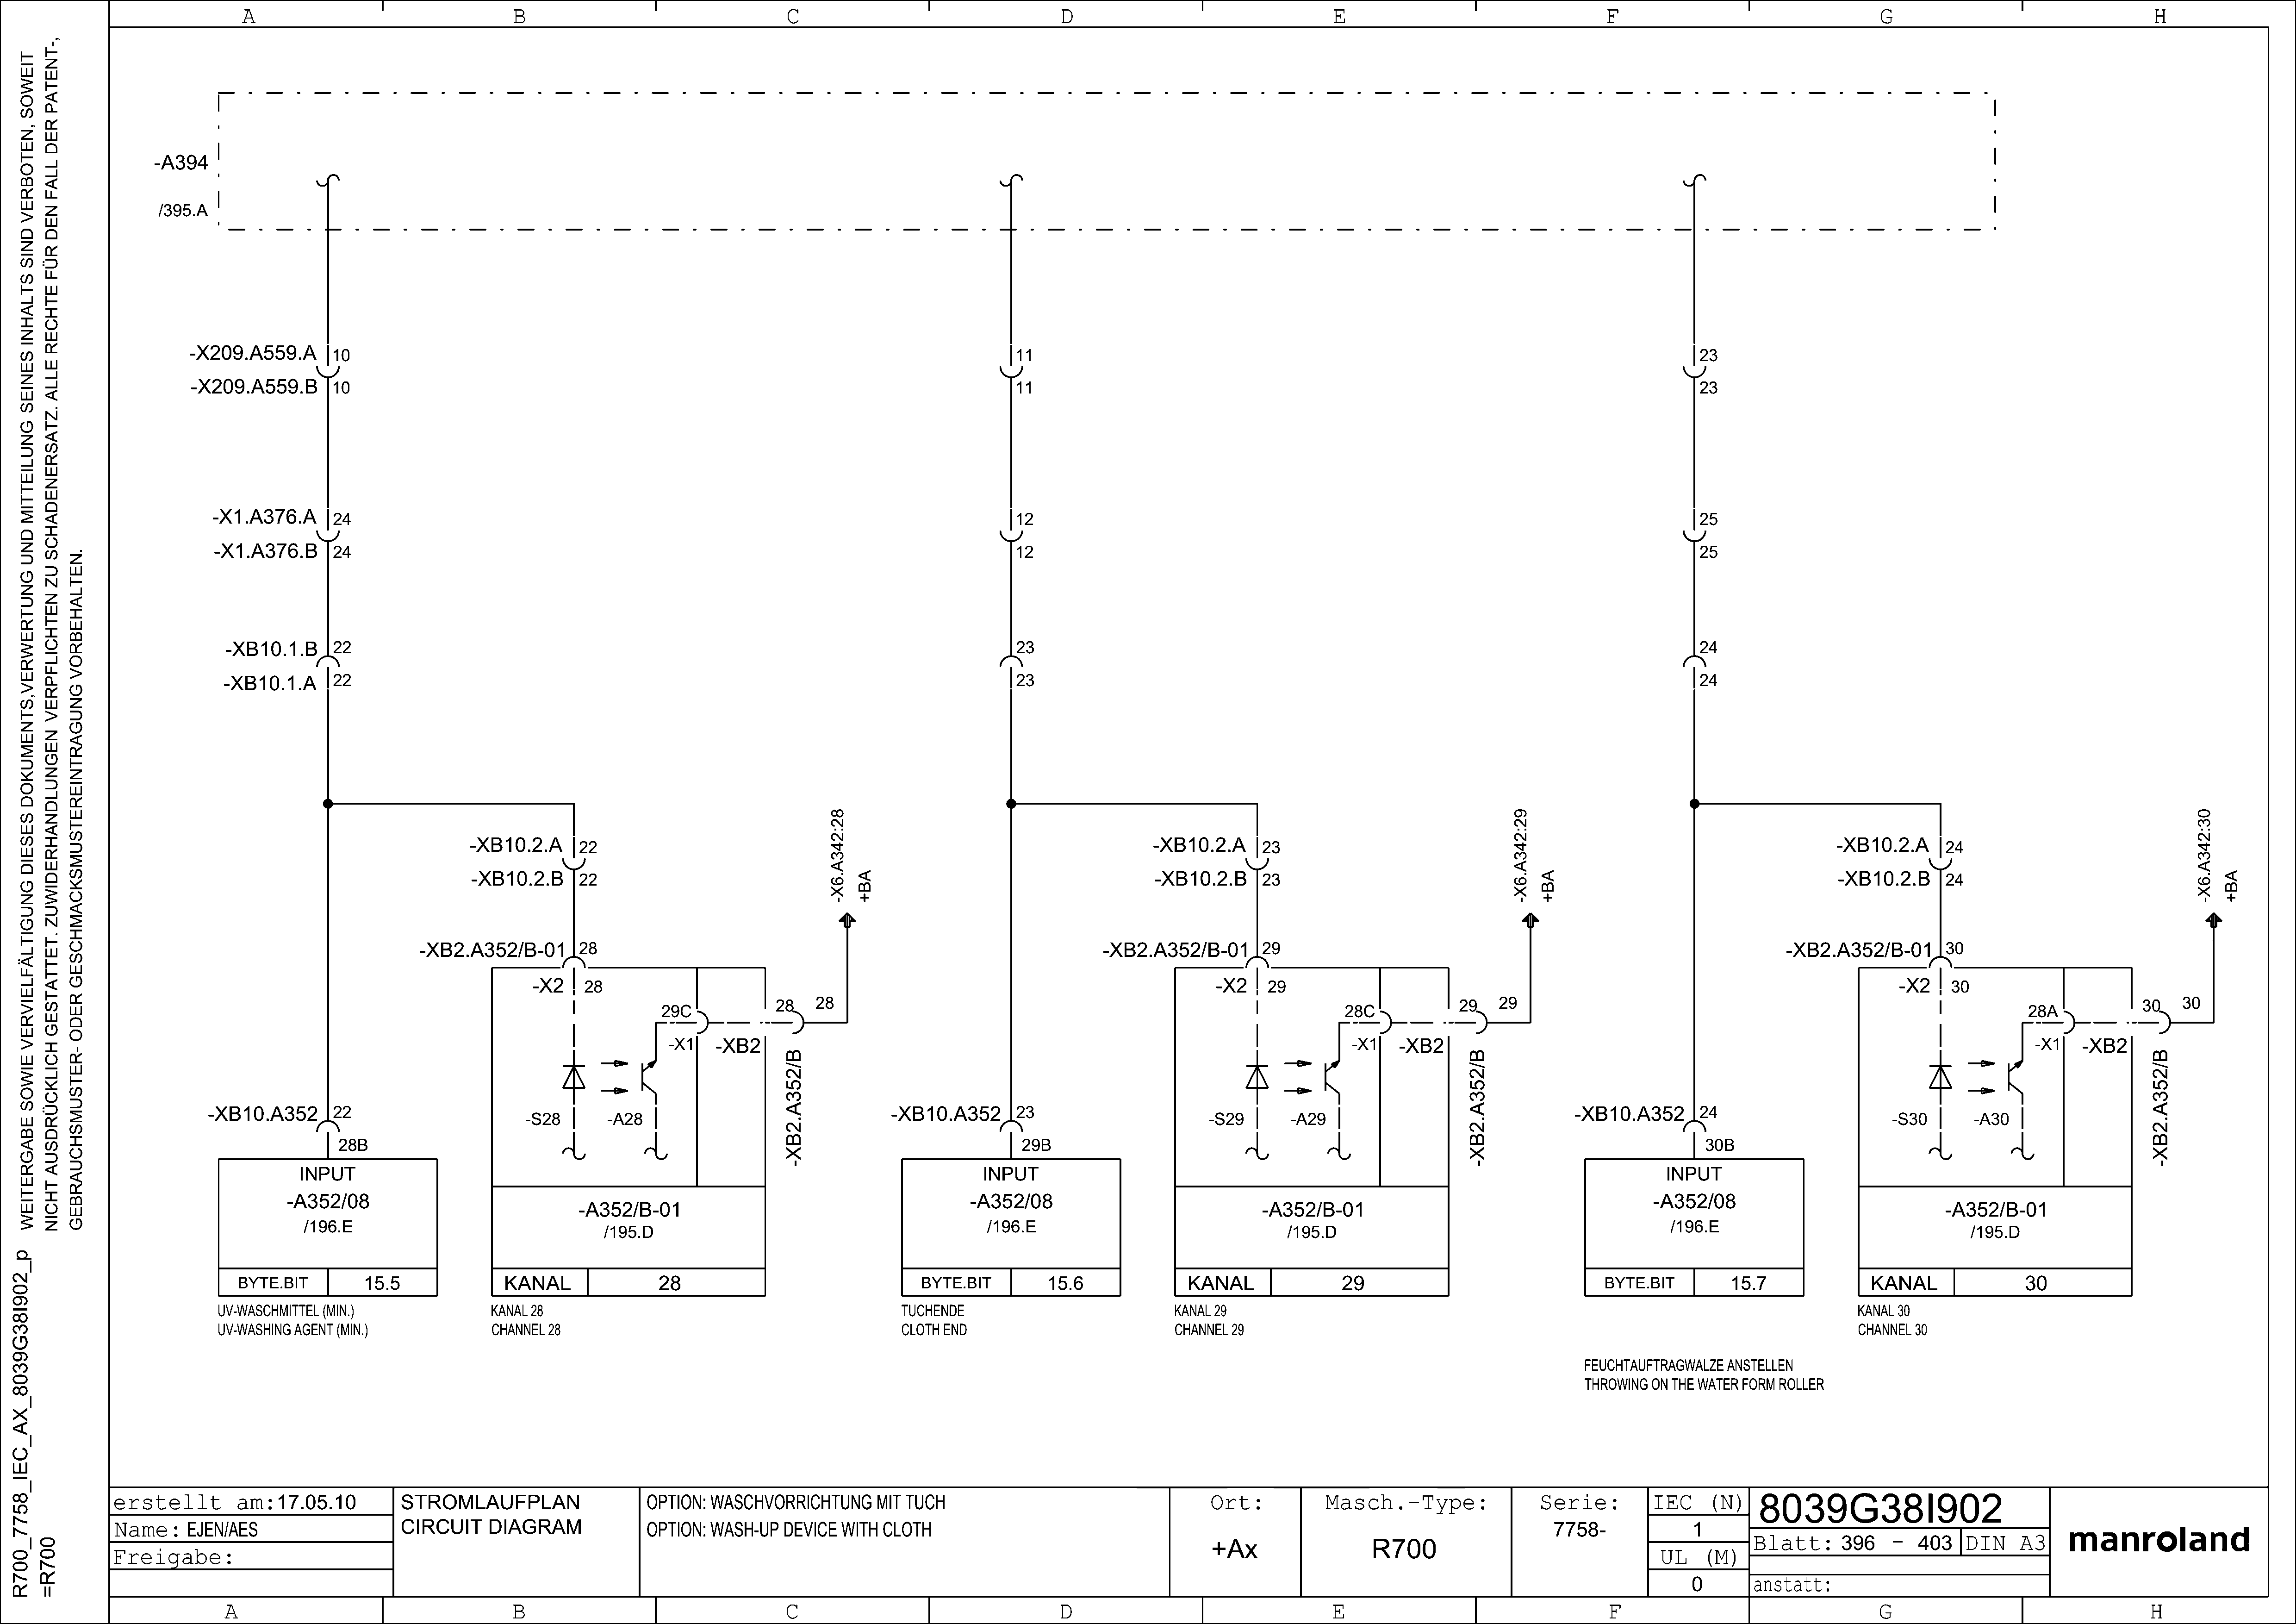 A B C D E F G H
WEITERGABE SOWIE VERVIELFÄLTIGUNG DIESES DOKUMENTS,VERWERTUNG UND MITTEILUNG SEINES INHALTS SIND VERBOTEN, SOWEIT
NICHT AUSDRÜCKLICH GESTATTET. ZUWIDERHANDLUNGEN VERPFLICHTEN ZU SCHADENERSATZ. ALLE RECHTE FÜR DEN FALL DER PATENT-,
GEBRAUCHSMUSTER- ODER GESCHMACKSMUSTEREINTRAGUNG VORBEHALTEN.
R700_7758_IEC_AX_8039G38I902_p
=R700
-A394
/395.A
-X209.A559.A 10 11 23
-X209.A559.B 10 11 23
-X1.A376.A 24 12 25
-X1.A376.B 24 12 25
-XB10.1.B 22 23 24
-XB10.1.A 22 23 24
-XB10.2.A 22
-XB10.2.B 22
-X6.A342:28
+BA
-XB2.A352/B-01 28
-X2 28
29C 28 28
-X1 -XB2
-XB2.A352/B
-S28 -A28
-XB10.A352 22
28B
INPUT
-A352/08
/196.E
BYTE.BIT 15.5
UV-WASCHMITTEL (MIN.)
UV-WASHING AGENT (MIN.)
-A352/B-01
/195.D
KANAL 28
KANAL 28
CHANNEL 28
-XB10.2.A 23
-XB10.2.B 23
-X6.A342:29
+BA
-XB2.A352/B-01 29
-X2 29
28C 29 29
-X1 -XB2
-XB2.A352/B
-S29 -A29
-XB10.A352 23
29B
INPUT
-A352/08
/196.E
BYTE.BIT 15.6
TUCHENDE
CLOTH END
-A352/B-01
/195.D
KANAL 29
KANAL 29
CHANNEL 29
-XB10.2.A 24
-XB10.2.B 24
-X6.A342:30
+BA
-XB2.A352/B-01 30
-X2 30
28A 30 30
-X1 -XB2
-XB2.A352/B
-S30 -A30
-XB10.A352 24
30B
INPUT
-A352/08
/196.E
BYTE.BIT 15.7
FEUCHTAUFTRAGWALZE ANSTELLEN
THROWING ON THE WATER FORM ROLLER
-A352/B-01
/195.D
KANAL 30
KANAL 30
CHANNEL 30
erstellt am:17.05.10
Name: EJEN/AES
Freigabe:
STROMLAUFPLAN
CIRCUIT DIAGRAM
OPTION: WASCHVORRICHTUNG MIT TUCH
OPTION: WASH-UP DEVICE WITH CLOTH
Ort:
+Ax
Masch.-Type:
R700
Serie:
7758-
IEC (N)
1
UL (M)
0
8039G38I902
Blatt: 396 - 403 DIN A3
anstatt:
manroland
A B C D E F G H